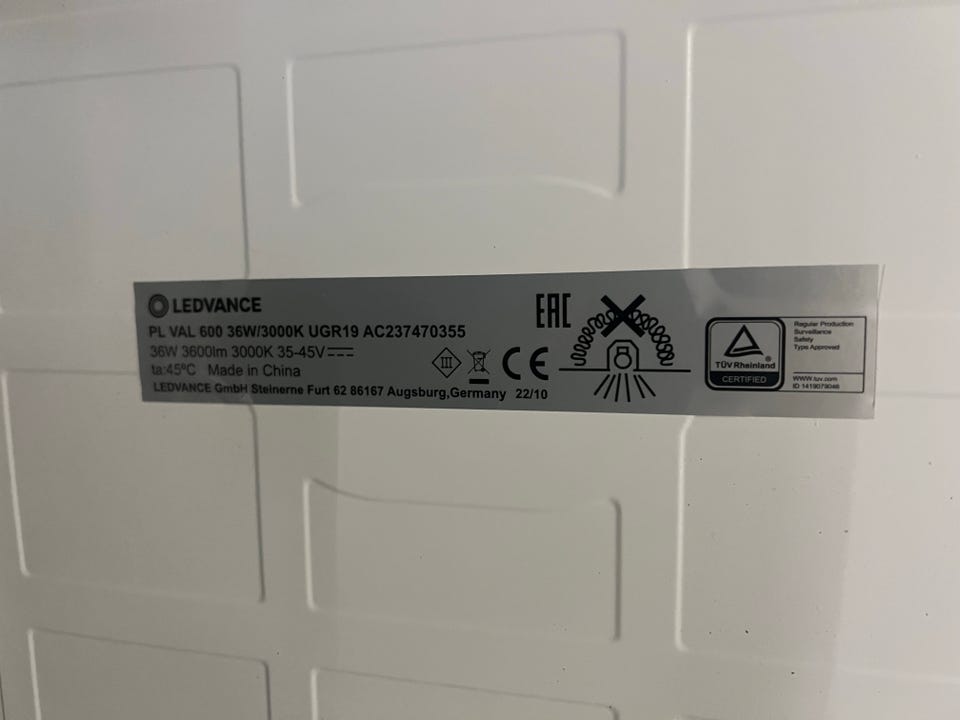 LEDVANCE
PL VAL 600 36W/3000K UGR19 AC237470355
36W 3600lm 3000K 35-45V
ta:45ºC Made in China
LEDVANCE GmbH Steinerne Furt 62 86167 Augsburg,Germany 22/10
III
CE
EAC
TÜVRheinland®
CERTIFIED
Regular Production
Surveillance
Safety
Type Approved
www.tuv.com
ID 1419079046